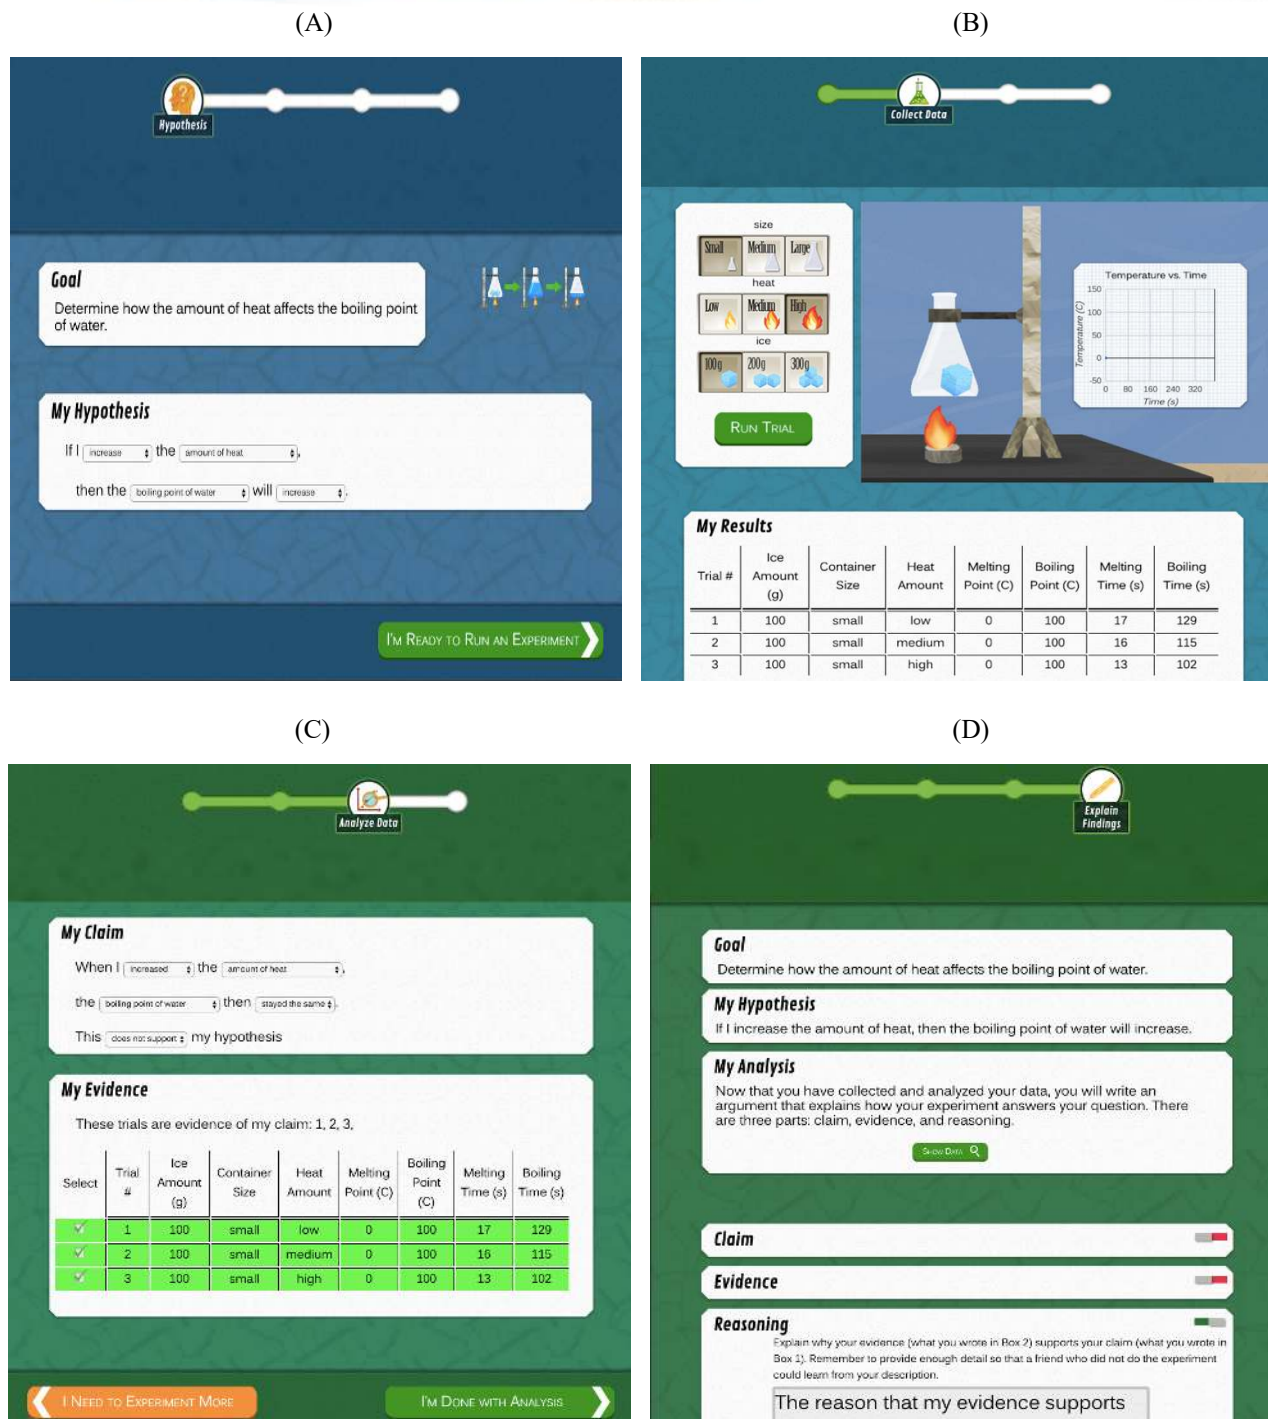 (A)
(B)
Hypothesis
Goal
Determine how the amount of heat affects the boiling point
of water.
My Hypothesis
If I increase the amount of heat,
then the boiling point of water will increase.
I'm Ready to Run an Experiment
Collect Data
size
Small Medium Large
heat
Low Medium High
ice
100g 200g 300g
Run Trial
Temperature vs. Time
Temperature (C)
150
100
50
0
-50
0 80 160 240 320
Time (s)
My Results
Trial # Ice Amount (g) Container Size Heat Amount Melting Point (C) Boiling Point (C) Melting Time (s) Boiling Time (s)
1 100 small low 0 100 17 129
2 100 small medium 0 100 16 115
3 100 small high 0 100 13 102
(C)
(D)
Analyze Data
My Claim
When I increased the amount of heat,
the boiling point of water then stayed the same.
This does not support my hypothesis
My Evidence
These trials are evidence of my claim: 1, 2, 3,
Select Trial # Ice Amount (g) Container Size Heat Amount Melting Point (C) Boiling Point (C) Melting Time (s) Boiling Time (s)
1 100 small low 0 100 17 129
2 100 small medium 0 100 16 115
3 100 small high 0 100 13 102
I Need to Experiment More
I'm Done with Analysis
Explain
Findings
Goal
Determine how the amount of heat affects the boiling point of water.
My Hypothesis
If I increase the amount of heat, then the boiling point of water will increase.
My Analysis
Now that you have collected and analyzed your data, you will write an
argument that explains how your experiment answers your question. There
are three parts: claim, evidence, and reasoning.
Show Data
Claim
Evidence
Reasoning
Explain why your evidence (what you wrote in Box 2) supports your claim (what you wrote in
Box 1). Remember to provide enough detail so that a friend who did not do the experiment
could learn from your description.
The reason that my evidence supports